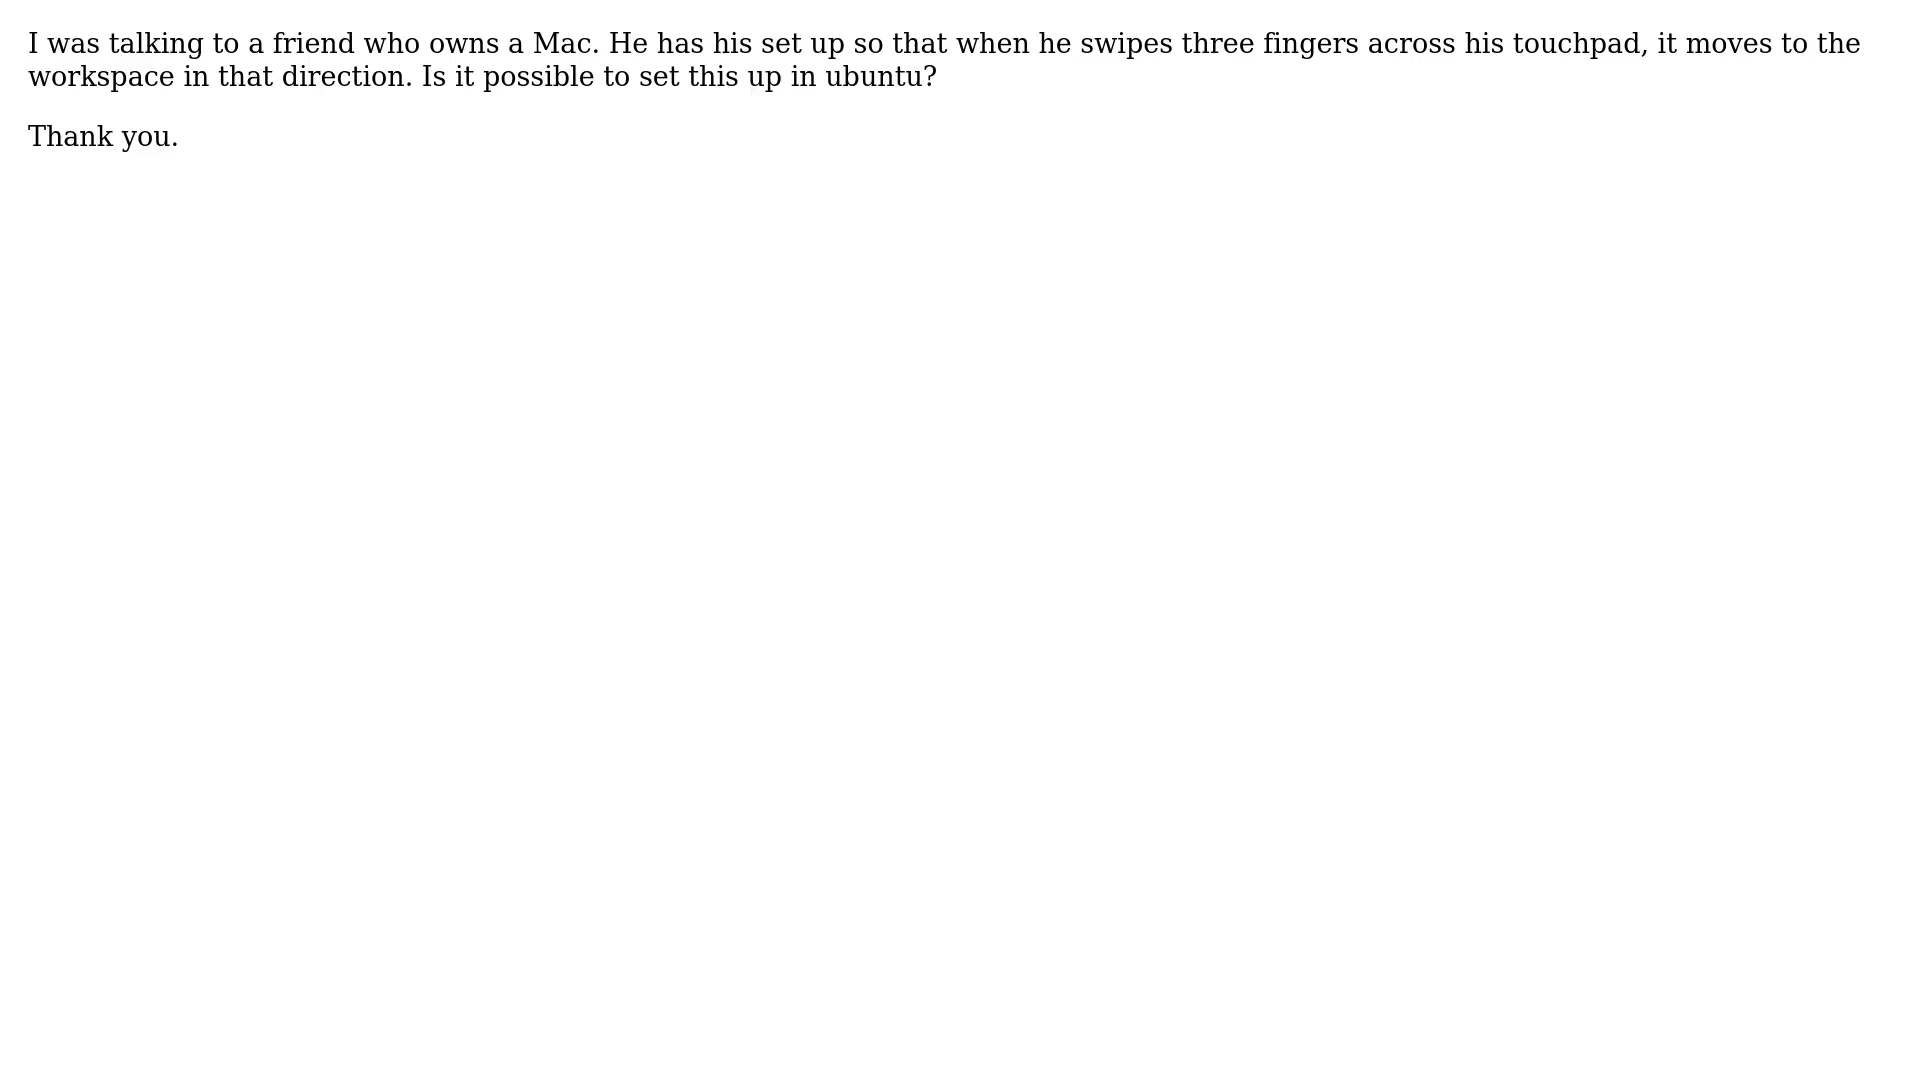 I was talking to a friend who owns a Mac. He has his set up so that when he swipes three fingers across his touchpad, it moves to the
workspace in that direction. Is it possible to set this up in ubuntu?
Thank you.